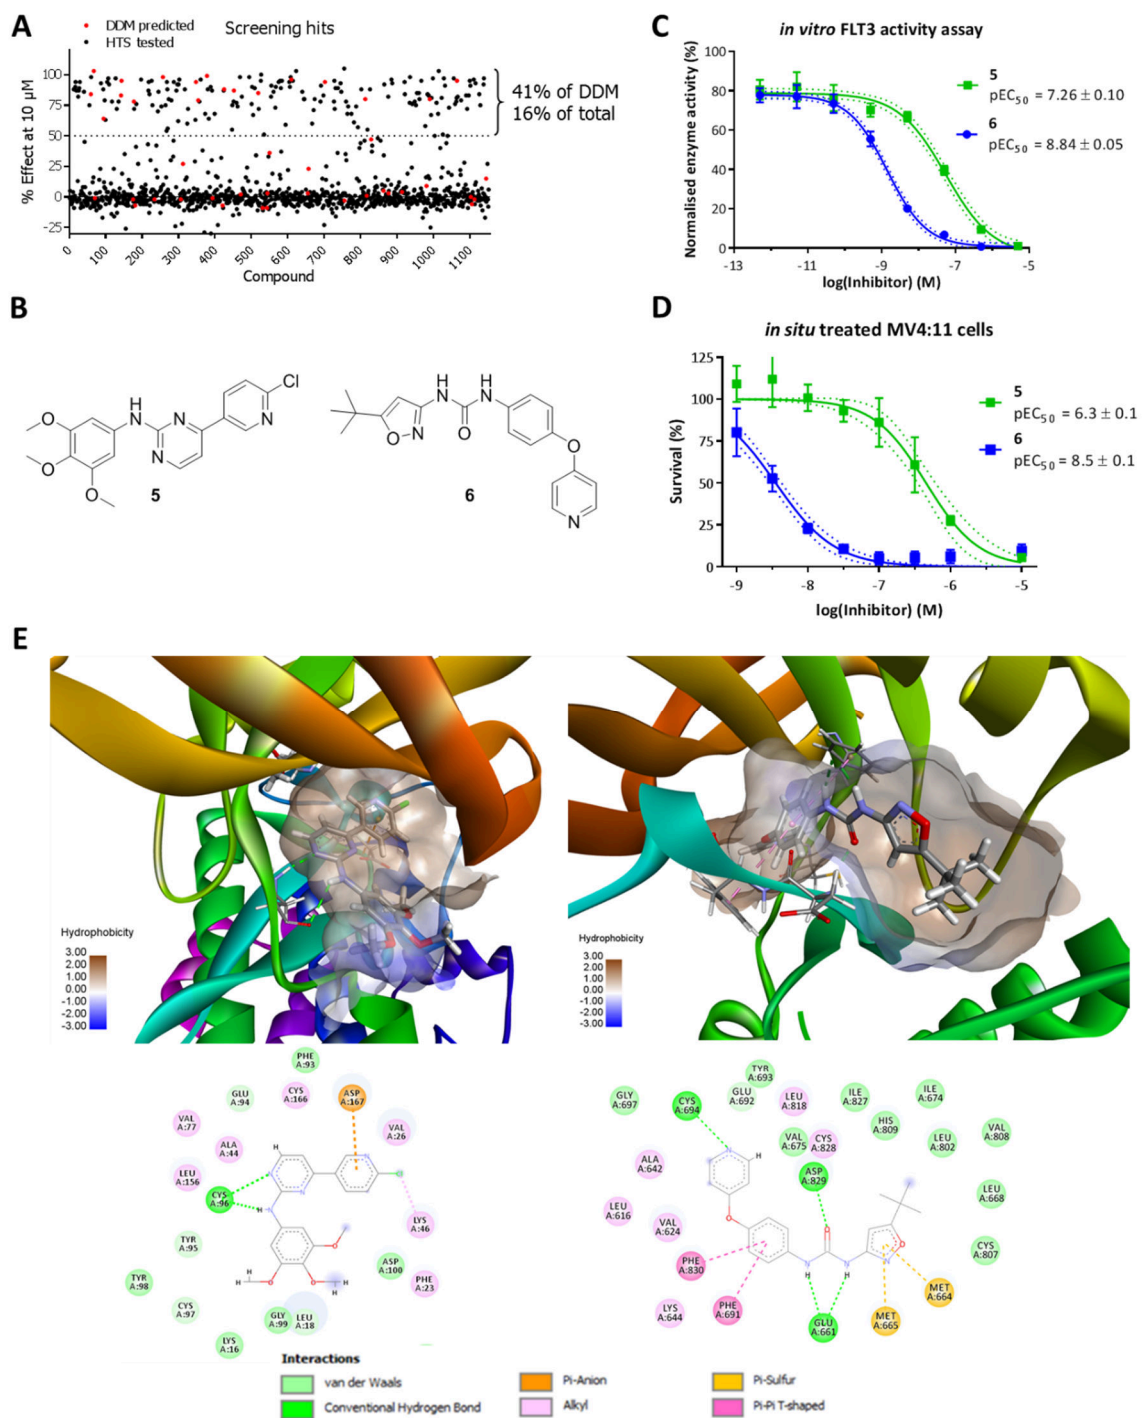 A
DDM predicted
HTS tested
Screening hits
% Effect at 10 µM
100
75
50
25
0
-25
41% of DDM
16% of total
0 100 200 300 400 500 600 700 800 900 1000 1100
Compound
B
O
O
O
NH
N
N
N
Cl
5
O
N
H
N
O
H
N
O
N
6
C
in vitro FLT3 activity assay
Normalised enzyme activity (%)
100
80
60
40
20
0
-13 -11 -9 -7 -5
log(Inhibitor) (M)
5
pEC50 = 7.26 ± 0.10
6
pEC50 = 8.84 ± 0.05
D
in situ treated MV4:11 cells
Survival (%)
125
100
75
50
25
0
-9 -8 -7 -6 -5
log(Inhibitor) (M)
5
pEC50 = 6.3 ± 0.1
6
pEC50 = 8.5 ± 0.1
E
Hydrophobicity
3.00
2.00
1.00
0.00
-1.00
-2.00
-3.00
Hydrophobicity
3.00
2.00
1.00
0.00
-1.00
-2.00
-3.00
PHE
A:93
GLU
A:94
CYS
A:166
ASP
A:167
VAL
A:77
VAL
A:26
ALA
A:44
LEU
A:156
CYS
A:96
LYS
A:46
TYR
A:95
ASP
A:100
TYR
A:98
PHE
A:23
CYS
A:97
GLY
A:99
LEU
A:18
LYS
A:16
TYR
A:693
GLY
A:697
CYS
A:694
GLU
A:692
LEU
A:818
ILE
A:827
ILE
A:674
HIS
A:809
VAL
A:675
CYS
A:828
LEU
A:802
VAL
A:808
ALA
A:642
ASP
A:829
LEU
A:668
LEU
A:616
VAL
A:624
CYS
A:807
PHE
A:830
MET
A:664
LYS
A:644
PHE
A:691
GLU
A:661
MET
A:665
Interactions
van der Waals
Conventional Hydrogen Bond
Pi-Anion
Alkyl
Pi-Sulfur
Pi-Pi T-shaped